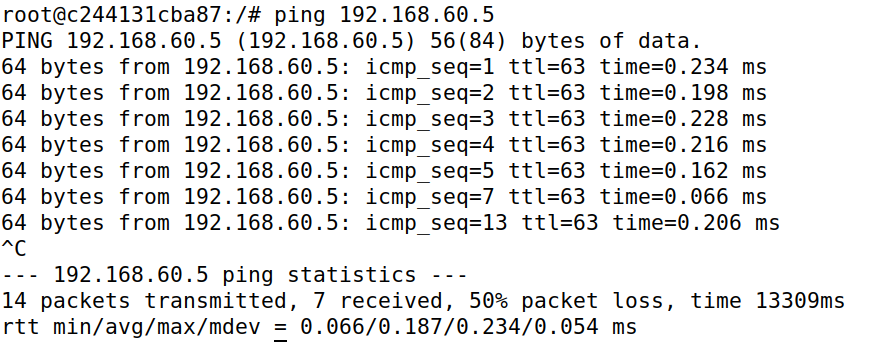 root@c244131cba87:/# ping 192.168.60.5
PING 192.168.60.5 (192.168.60.5) 56(84) bytes of data.
64 bytes from 192.168.60.5: icmp_seq=1 ttl=63 time=0.234 ms
64 bytes from 192.168.60.5: icmp_seq=2 ttl=63 time=0.198 ms
64 bytes from 192.168.60.5: icmp_seq=3 ttl=63 time=0.228 ms
64 bytes from 192.168.60.5: icmp_seq=4 ttl=63 time=0.216 ms
64 bytes from 192.168.60.5: icmp_seq=5 ttl=63 time=0.162 ms
64 bytes from 192.168.60.5: icmp_seq=7 ttl=63 time=0.066 ms
64 bytes from 192.168.60.5: icmp_seq=13 ttl=63 time=0.206 ms
^C
--- 192.168.60.5 ping statistics ---
14 packets transmitted, 7 received, 50% packet loss, time 13309ms
rtt min/avg/max/mdev = 0.066/0.187/0.234/0.054 ms